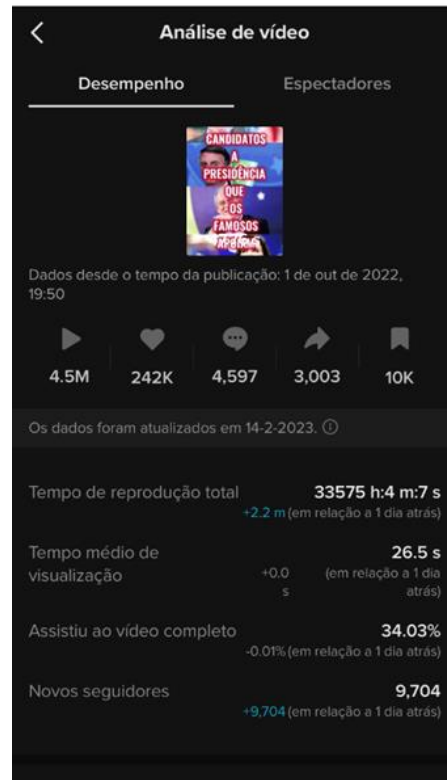 Análise de vídeo
Desempenho Espectadores
CANDIDATOS
A
PRESIDÊNCIA
QUE
OS
FAMOSOS
APOIAM
Dados desde o tempo da publicação: 1 de out de 2022,
19:50
4.5M 242K 4,597 3,003 10K
Os dados foram atualizados em 14-2-2023.
Tempo de reprodução total 33575 h:4 m:7 s
+2.2 m (em relação a 1 dia atrás)
Tempo médio de
visualização
26.5 s
+0.0
s
(em relação a 1 dia
atrás)
Assistiu ao vídeo completo 34.03%
-0.01% (em relação a 1 dia atrás)
Novos seguidores 9,704
+9,704 (em relação a 1 dia atrás)